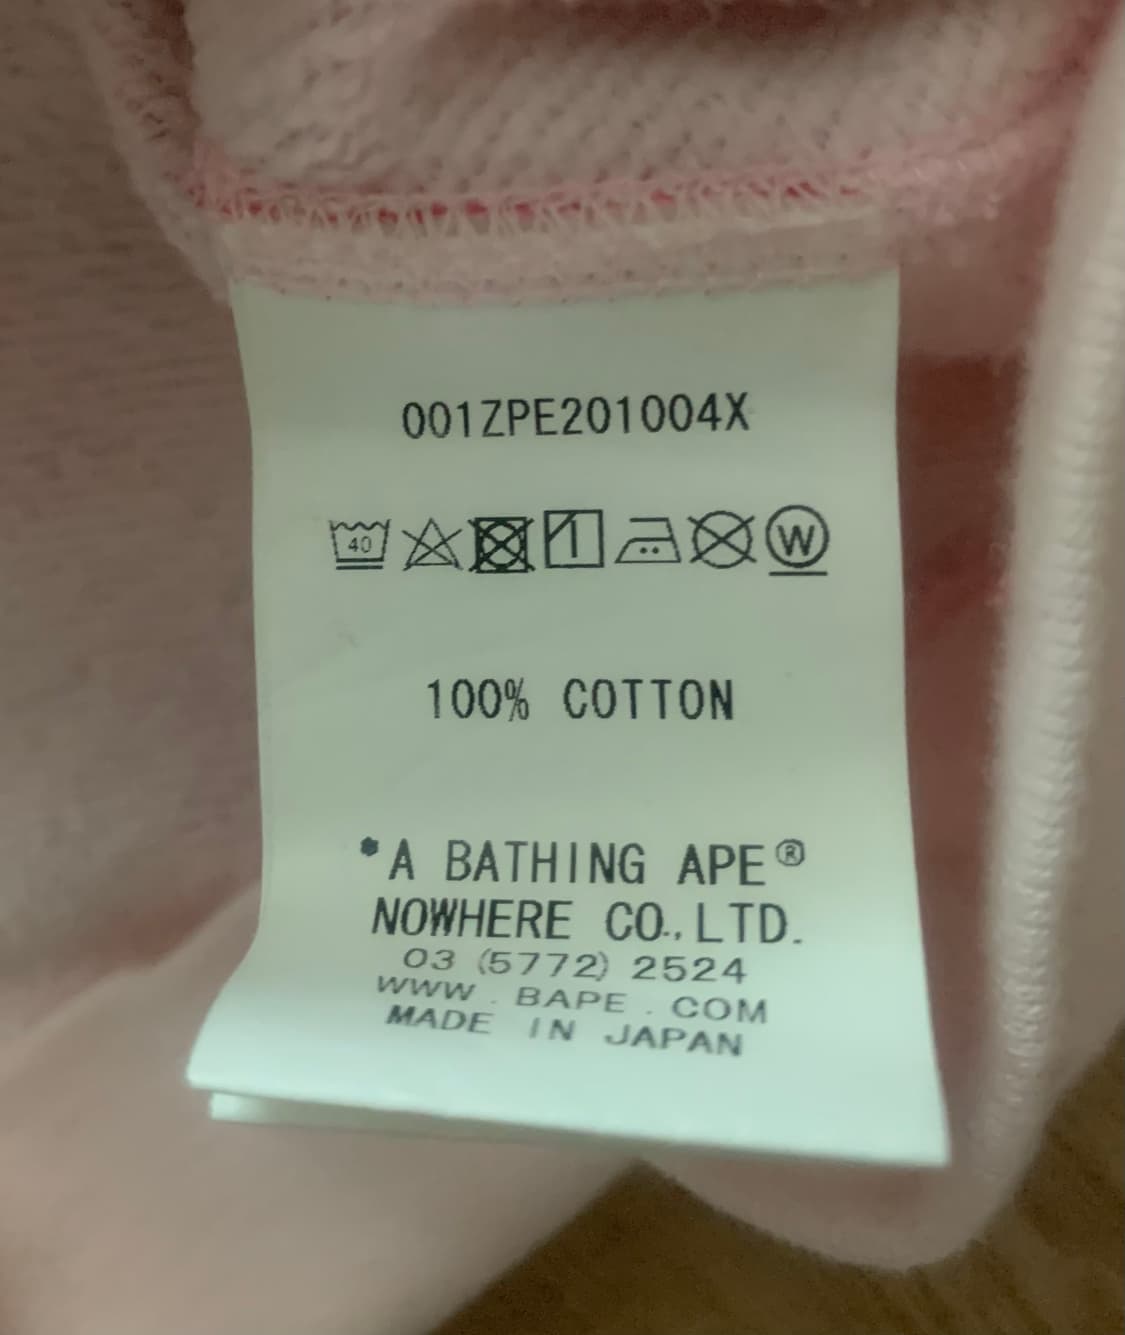 001ZPE201004X
40 W
100% COTTON
*A BATHING APE®
NOWHERE CO.,LTD.
03 (5772) 2524
WWW . BAPE . COM
MADE IN JAPAN